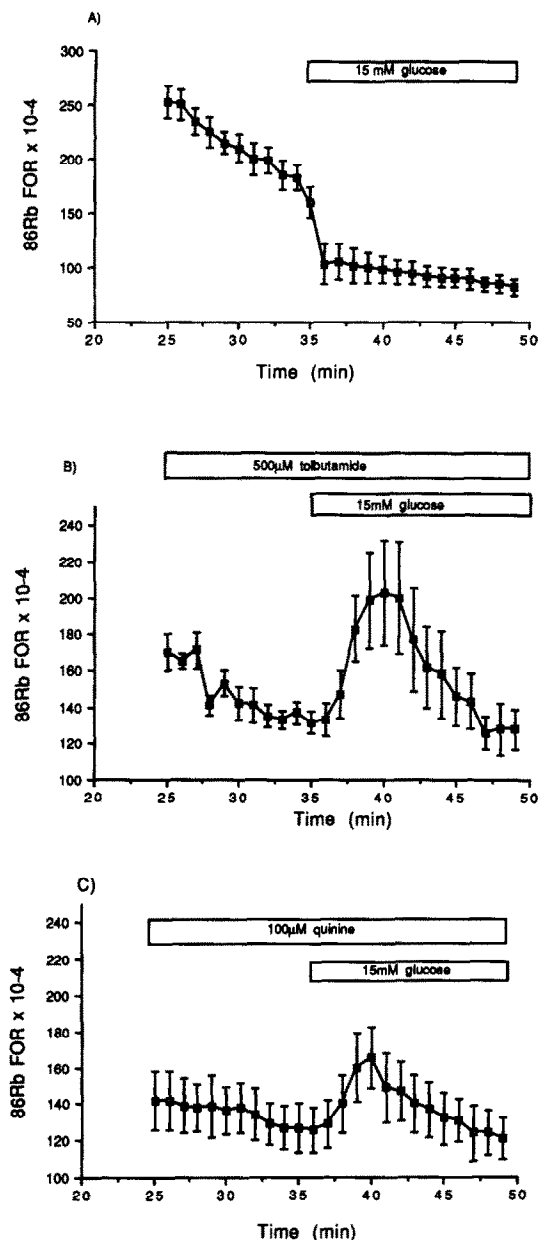 A)
300
15 mM glucose
250
200
150
100
50
86Rb FOR x 10-4
20 25 30 35 40 45 50
Time (min)
B)
500µM tolbutamide
15mM glucose
240
220
200
180
160
140
120
100
86Rb FOR x 10-4
20 25 30 35 40 45 50
Time (min)
C)
240
100µM quinine
220
15mM glucose
200
180
160
140
120
100
86Rb FOR x 10-4
20 25 30 35 40 45 50
Time (min)